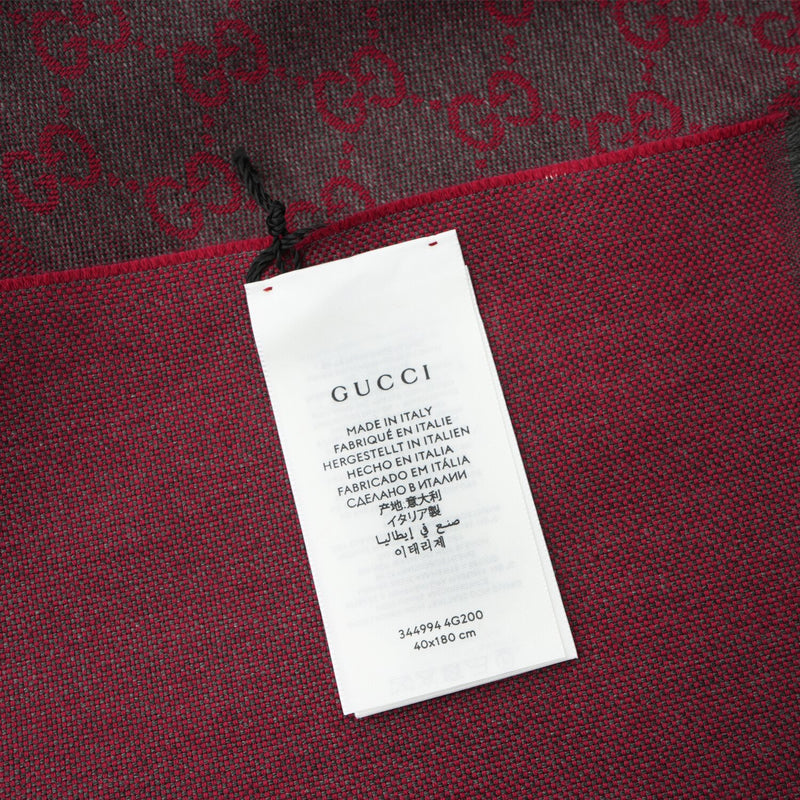 GUCCI
MADE IN ITALY
FABRIQUÉ EN ITALIE
HERGESTELLT IN ITALIEN
HECHO EN ITALIA
FABRICADO EM ITÁLIA
СДЕЛАНО В ИТАЛИИ
产地.意大利
イタリア製
صنع في إيطاليا
이태리제
344994 4G200
40x180 cm